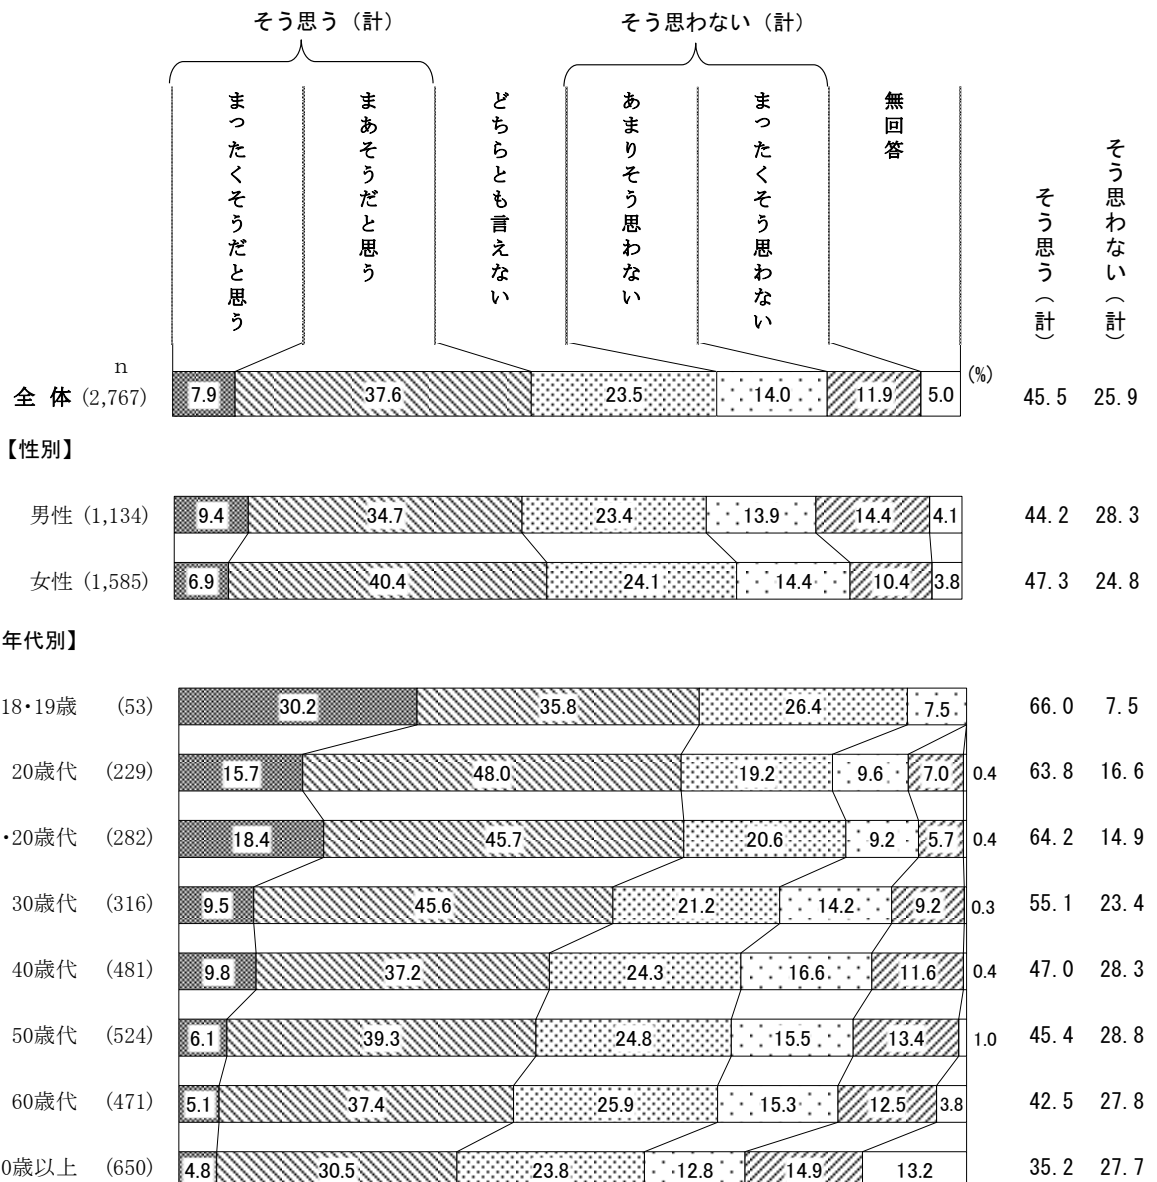 そう思う（計） そう思わない（計）
まったくそうだと思う
まあそうだと思う
どちらとも言えない
あまりそう思わない
まったくそう思わない
無回答
そう思う（計）
そう思わない（計）
n
(%)
全 体 (2,767) 7.9 37.6 23.5 14.0 11.9 5.0 45.5 25.9
【性別】
男性 (1,134) 9.4 34.7 23.4 13.9 14.4 4.1 44.2 28.3
女性 (1,585) 6.9 40.4 24.1 14.4 10.4 3.8 47.3 24.8
年代別】
18・19歳 (53) 30.2 35.8 26.4 7.5 66.0 7.5
20歳代 (229) 15.7 48.0 19.2 9.6 7.0 0.4 63.8 16.6
・20歳代 (282) 18.4 45.7 20.6 9.2 5.7 0.4 64.2 14.9
30歳代 (316) 9.5 45.6 21.2 14.2 9.2 0.3 55.1 23.4
40歳代 (481) 9.8 37.2 24.3 16.6 11.6 0.4 47.0 28.3
50歳代 (524) 6.1 39.3 24.8 15.5 13.4 1.0 45.4 28.8
60歳代 (471) 5.1 37.4 25.9 15.3 12.5 3.8 42.5 27.8
0歳以上 (650) 4.8 30.5 23.8 12.8 14.9 13.2 35.2 27.7